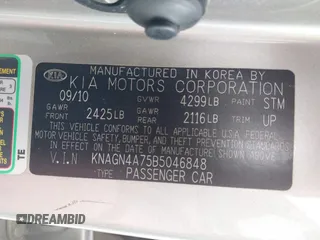 MANUFACTURED IN KOREA BY
KIA KIA MOTORS CORPORATION
09/10 GVWR 4299LB PAINT STM
GAWR FRONT 2425LB GAWR REAR 2116LB TRIM UP
THIS VEHICLE CONFORMS TO ALL APPLICABLE U.S.A FEDERAL
MOTOR VEHICLE SAFETY, BUMPER, AND THEFT PREVENTION STANDARDS
IN EFFECT ON THE DATE OF MANUFACTURE SHOWN ABOVE.
V.I.N KNAGN4A75B5046848
TYPE: PASSENGER CAR
TE
DREAMBID